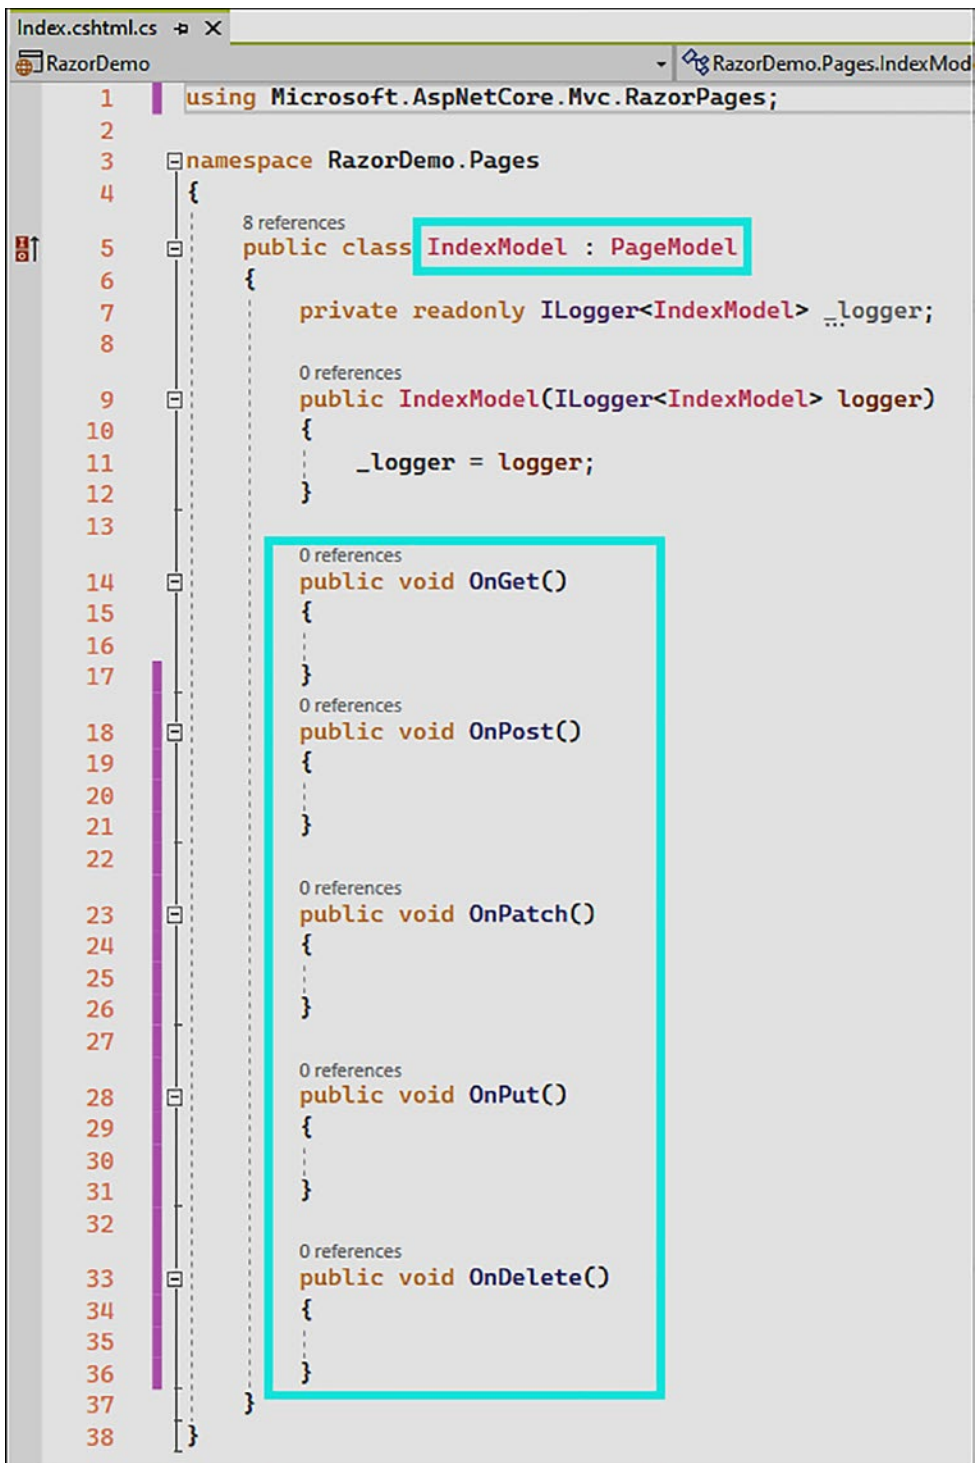 Index.cshtml.cs
RazorDemo
RazorDemo.Pages.IndexMod
1 using Microsoft.AspNetCore.Mvc.RazorPages;
2
3 namespace RazorDemo.Pages
4 {
8 references
5 public class IndexModel : PageModel
6 {
7 private readonly ILogger<IndexModel> _logger;
8
0 references
9 public IndexModel(ILogger<IndexModel> logger)
10 {
11 _logger = logger;
12 }
13
0 references
14 public void OnGet()
15 {
16
17 }
0 references
18 public void OnPost()
19 {
20
21 }
22
0 references
23 public void OnPatch()
24 {
25
26 }
27
0 references
28 public void OnPut()
29 {
30
31 }
32
0 references
33 public void OnDelete()
34 {
35
36 }
37 }
38 }